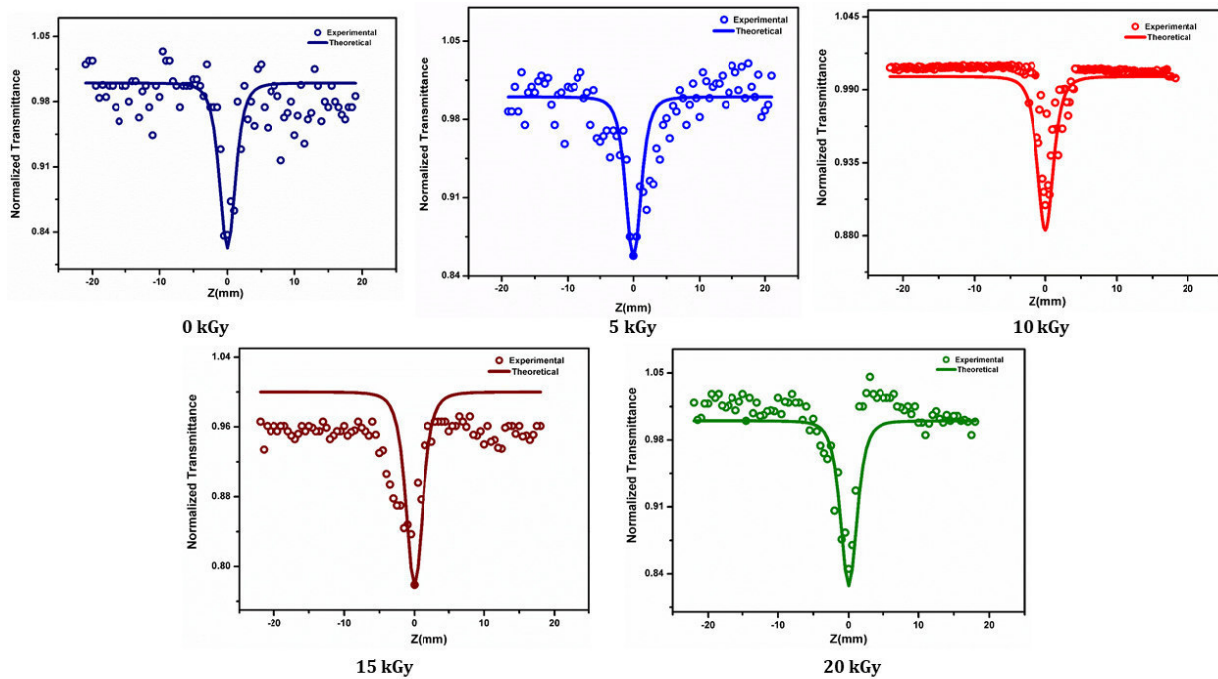 Experimental
Theoretical
1.05
0.98
0.91
0.84
Normalized Transmittance
-20
-10
0
10
20
Z(mm)
0 kGy
Experimental
Theoretical
1.05
0.98
0.91
0.84
Normalized Transmittance
-20
-10
0
10
20
Z(mm)
5 kGy
Experimental
Theoretical
1.045
0.990
0.935
0.880
Normalized Transmittance
-20
-10
0
10
20
Z(mm)
10 kGy
Experimental
Theoretical
1.04
0.96
0.88
0.80
Normalized Transmittance
-20
-10
0
10
20
Z(mm)
15 kGy
Experimental
Theoretical
1.05
0.98
0.91
0.84
Normalized Transmittance
-20
-10
0
10
20
Z(mm)
20 kGy